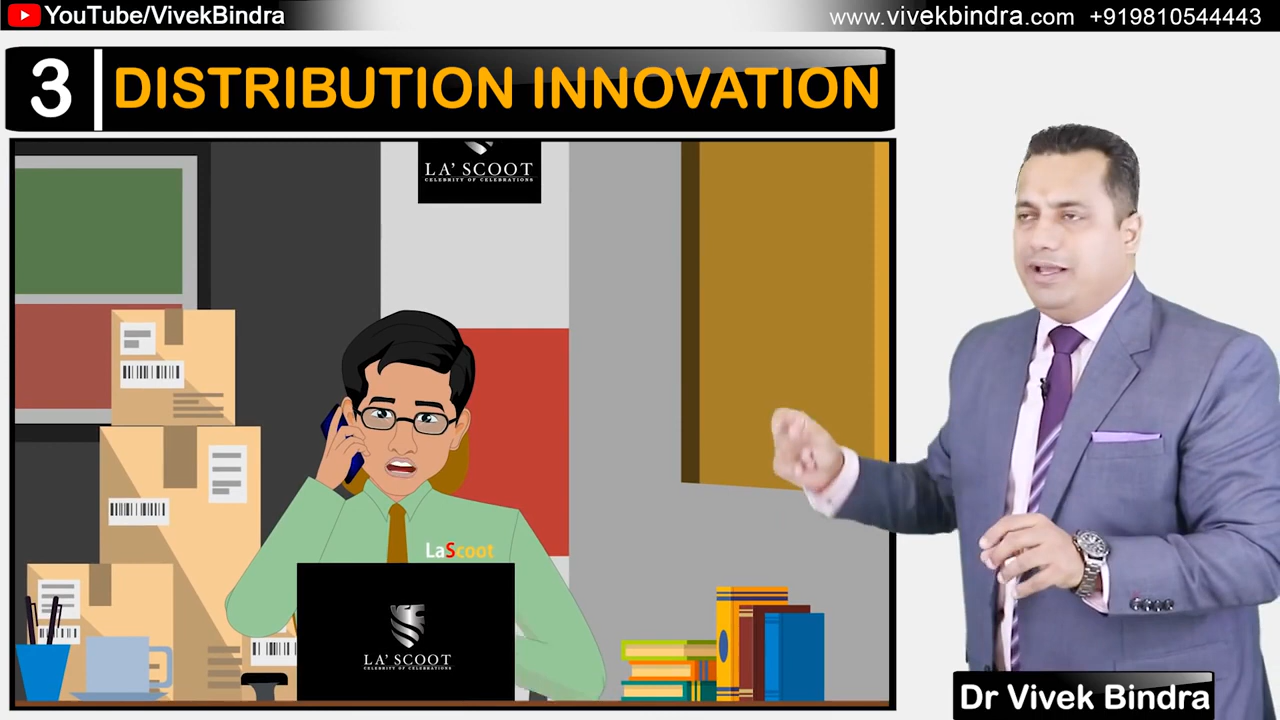 YouTube/VivekBindra
www.vivekbindra.com +919810544443
3 DISTRIBUTION INNOVATION
LA' SCOOT
CELEBRITY OF CELEBRATIONS
LaScoot
LA' SCOOT
CELEBRITY OF CELEBRATIONS
Dr Vivek Bindra